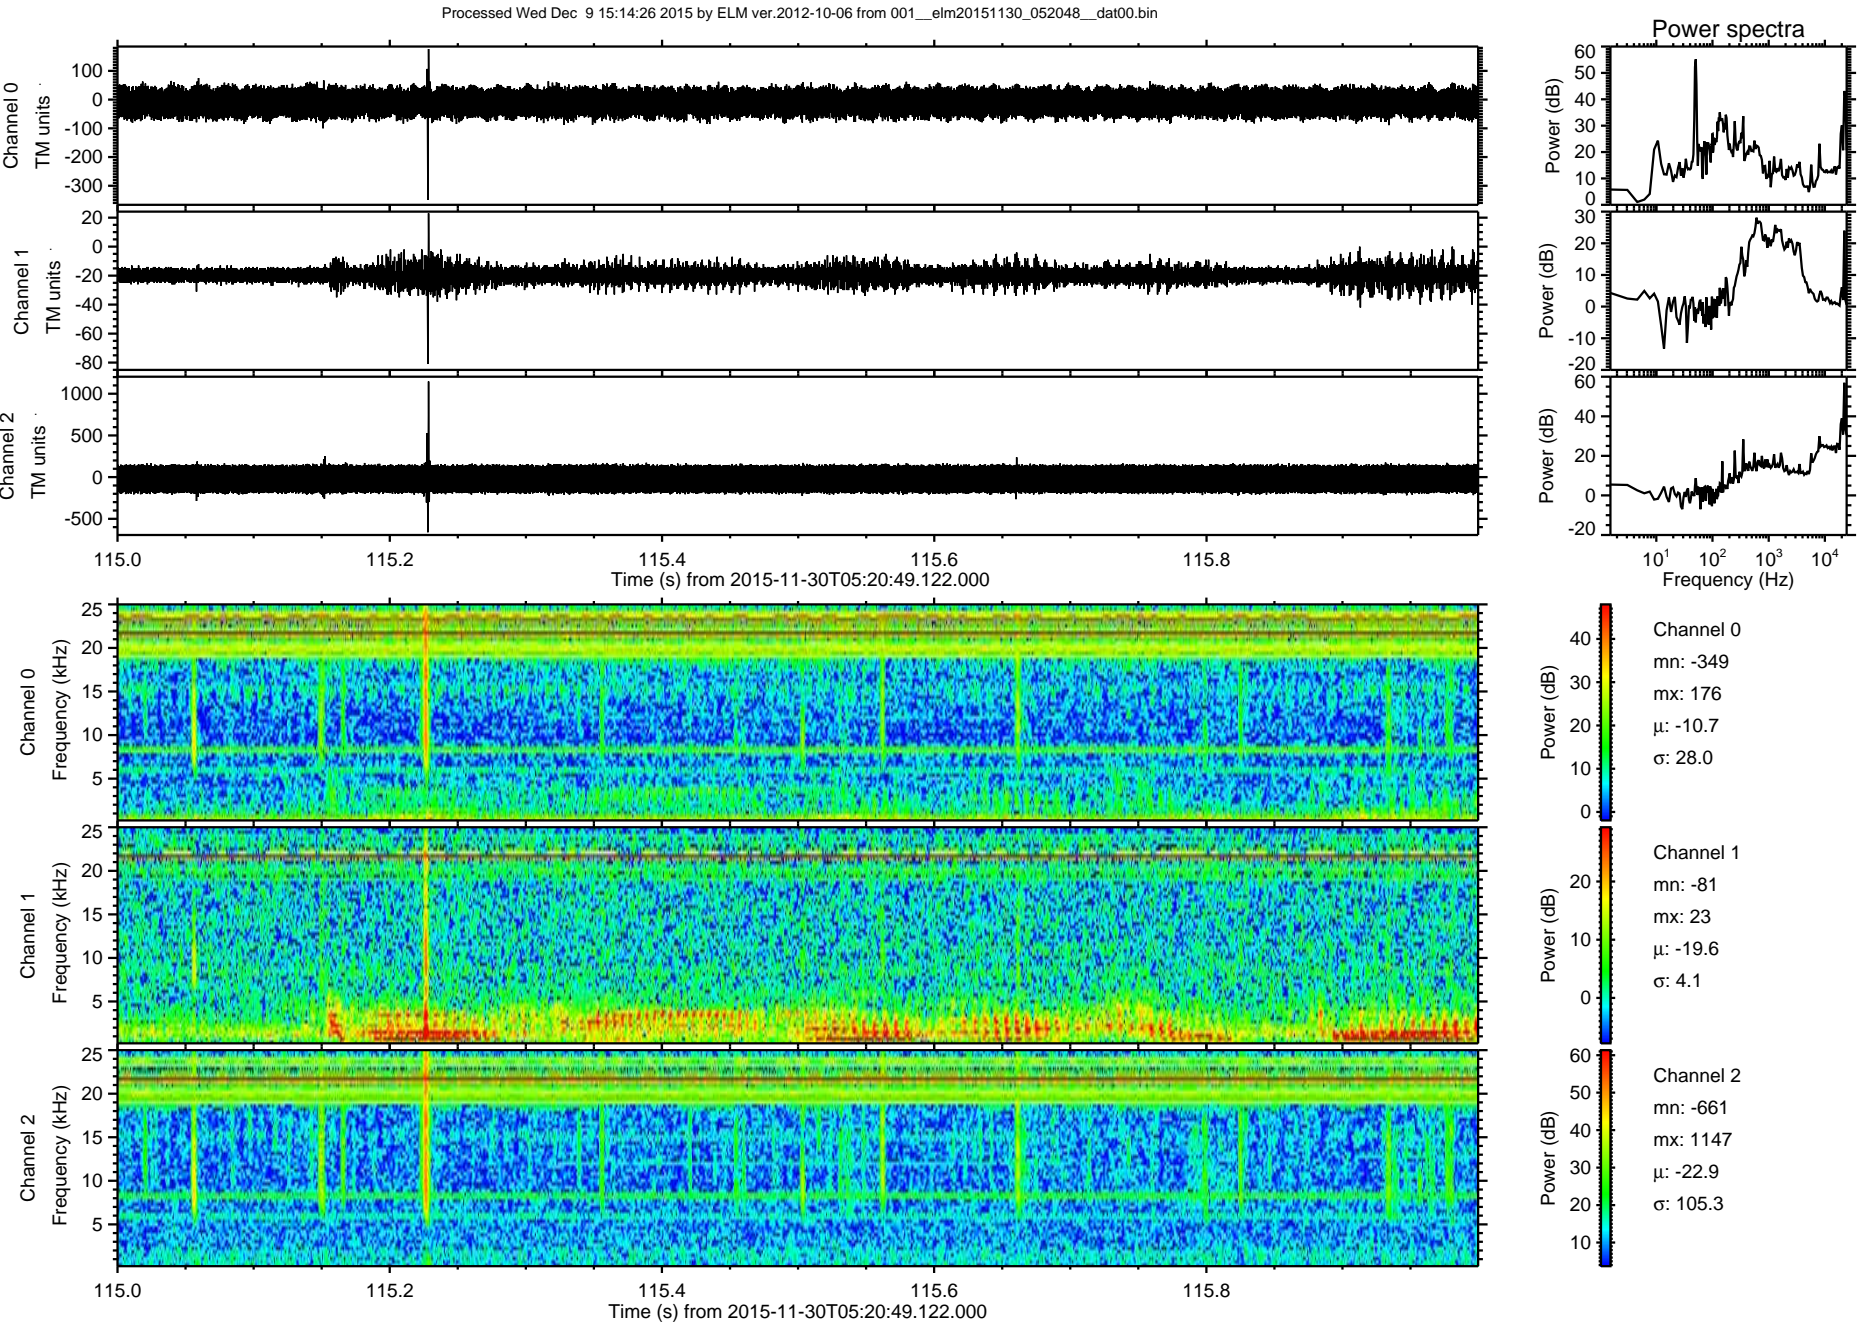 Processed Wed Dec  9 15:14:26 2015 by ELM ver.2012-10-06 from 001__elm20151130_052048__dat00.bin
Power spectra
Channel 0
TM units
100
0
-100
-200
-300
Power (dB)
60
50
40
30
20
10
0
Channel 1
TM units
20
0
-20
-40
-60
-80
Power (dB)
30
20
10
0
-10
-20
Channel 2
TM units
1000
500
0
-500
Power (dB)
60
40
20
0
-20
115.0 115.2 115.4 115.6 115.8
Time (s) from 2015-11-30T05:20:49.122.000
10¹ 10² 10³ 10⁴
Frequency (Hz)
Channel 0
Frequency (kHz)
25
20
15
10
5
Power (dB)
40
30
20
10
0
Channel 0
mn: -349
mx: 176
μ: -10.7
σ: 28.0
Channel 1
Frequency (kHz)
25
20
15
10
5
Power (dB)
20
10
0
Channel 1
mn: -81
mx: 23
μ: -19.6
σ: 4.1
Channel 2
Frequency (kHz)
25
20
15
10
5
Power (dB)
60
50
40
30
20
10
Channel 2
mn: -661
mx: 1147
μ: -22.9
σ: 105.3
115.0 115.2 115.4 115.6 115.8
Time (s) from 2015-11-30T05:20:49.122.000